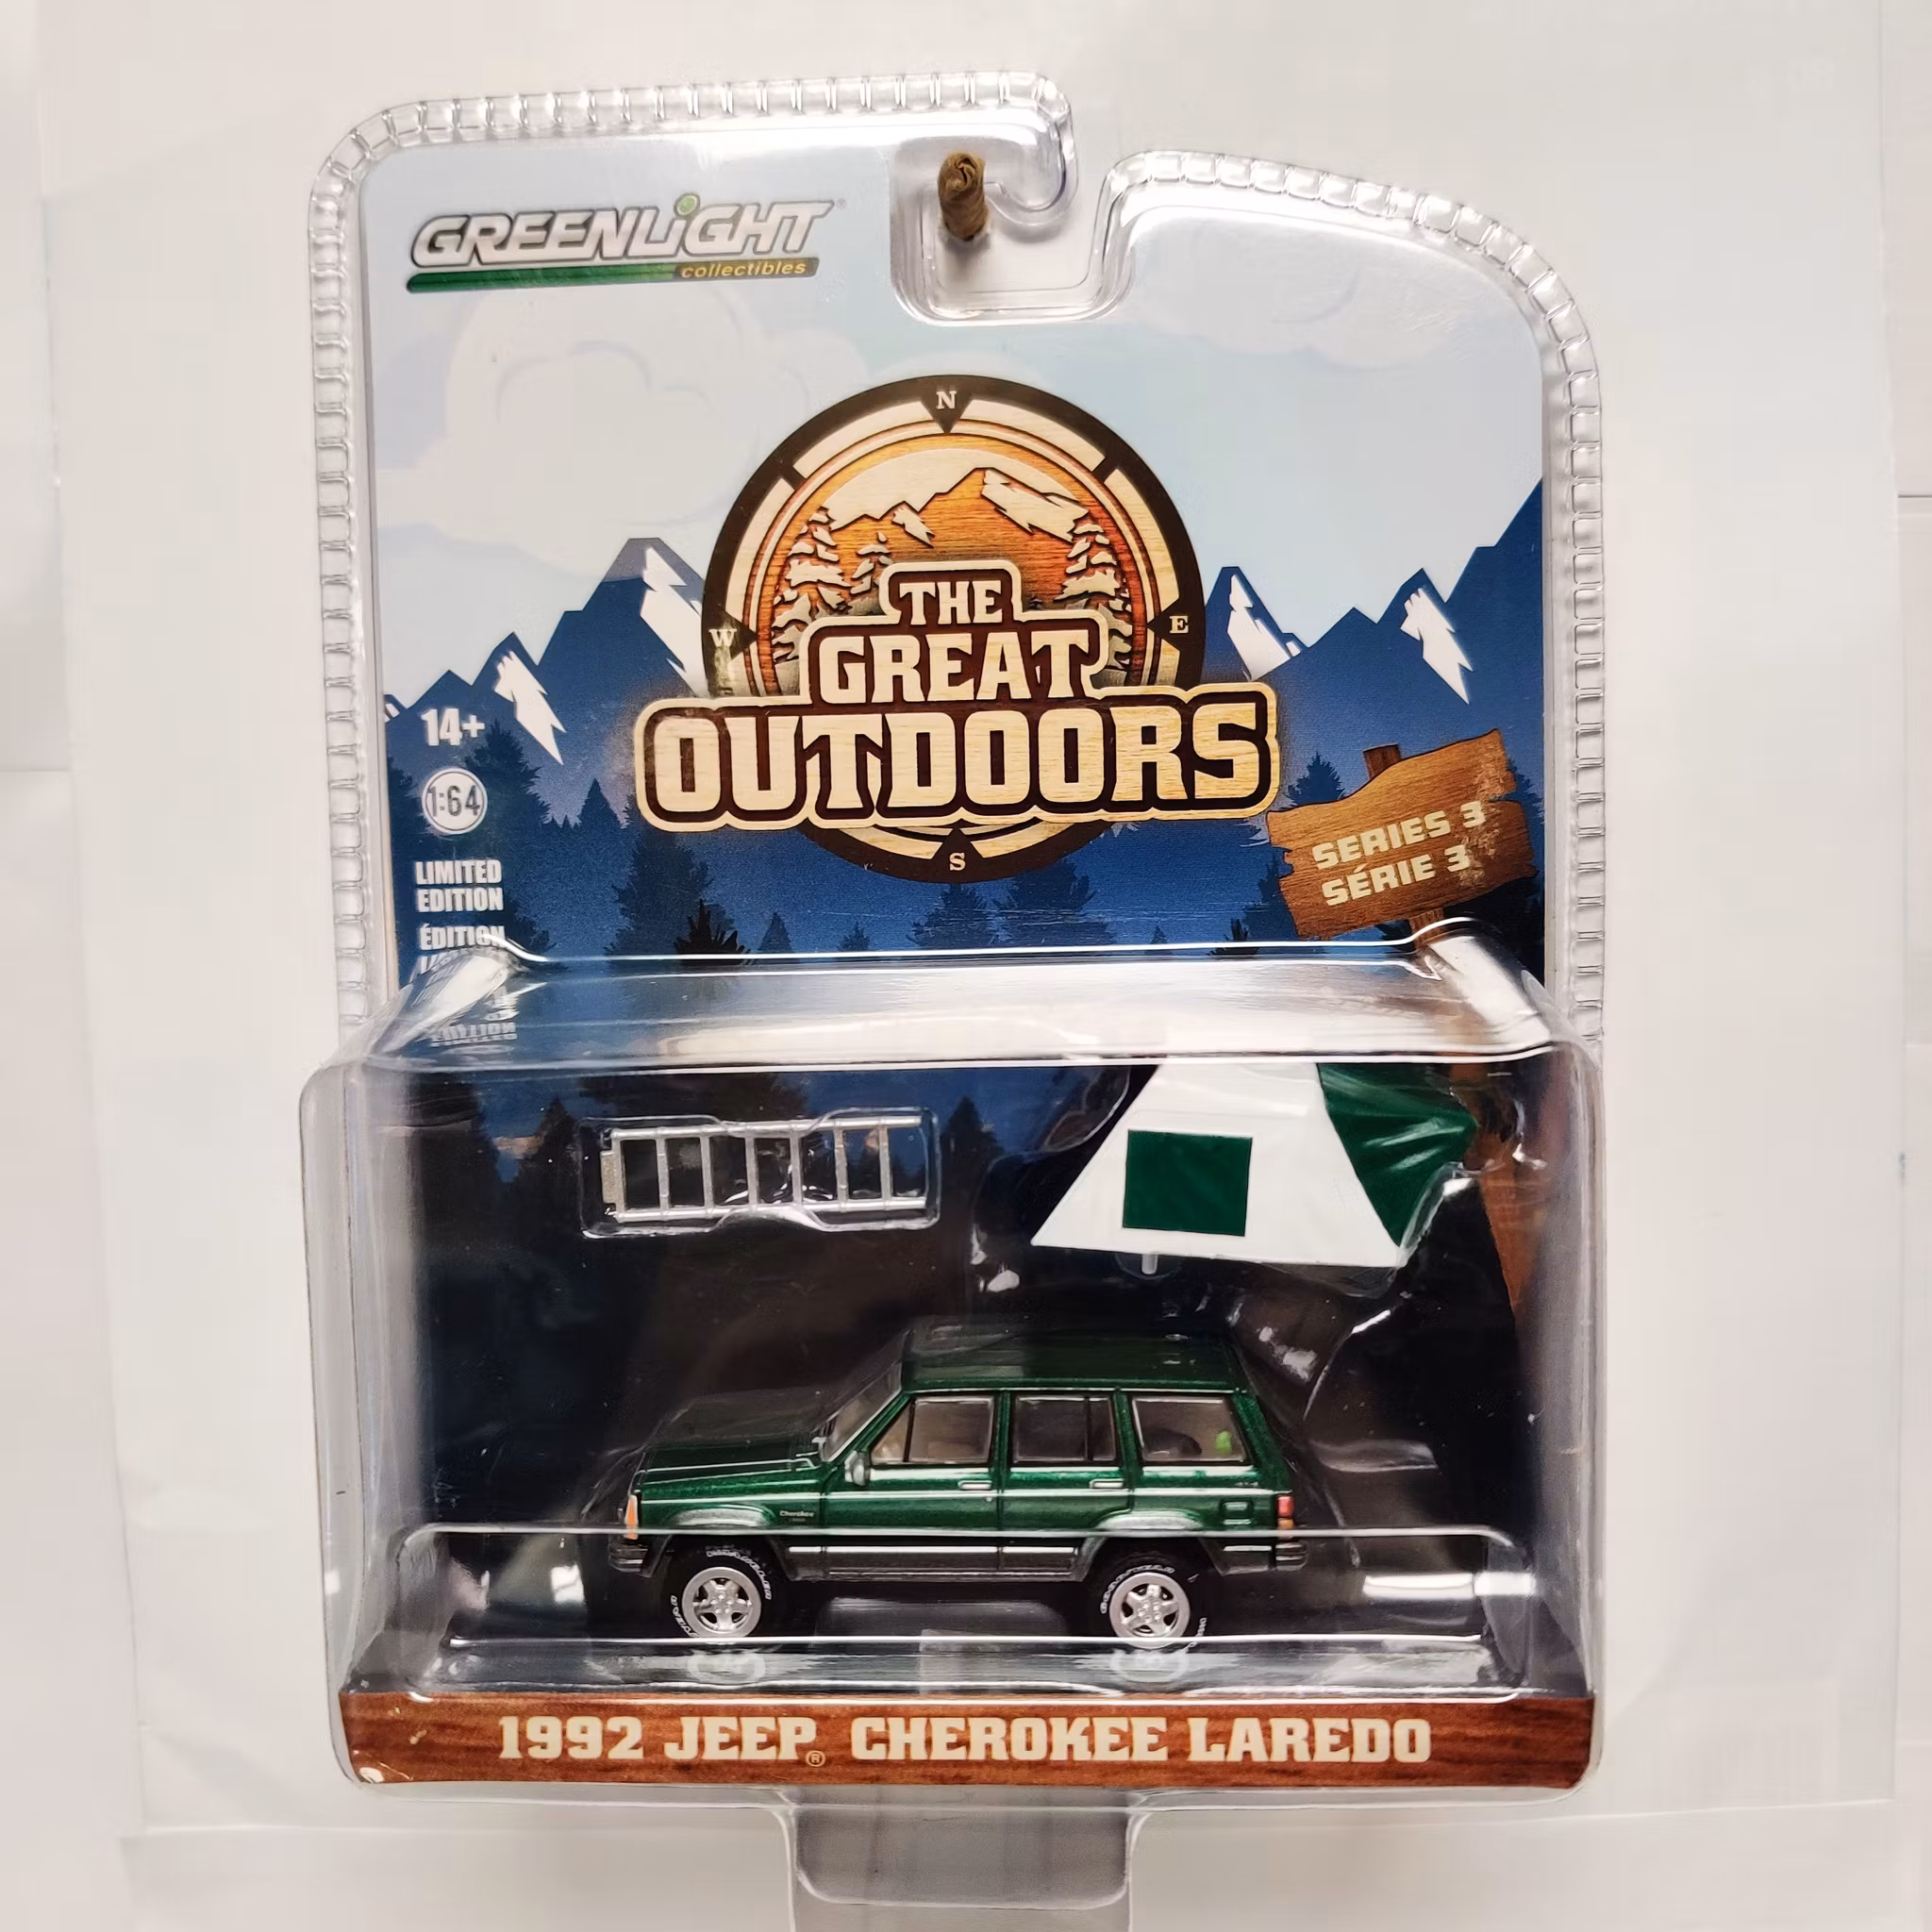 GREENLiGHT®
collectibles
N
W
E
S
THE
GREAT
OUTDOORS
14+
1:64
LIMITED
EDITION
ÉDITION
SERIES 3
SÉRIE 3
Cherokee
1992 JEEP® CHEROKEE LAREDO